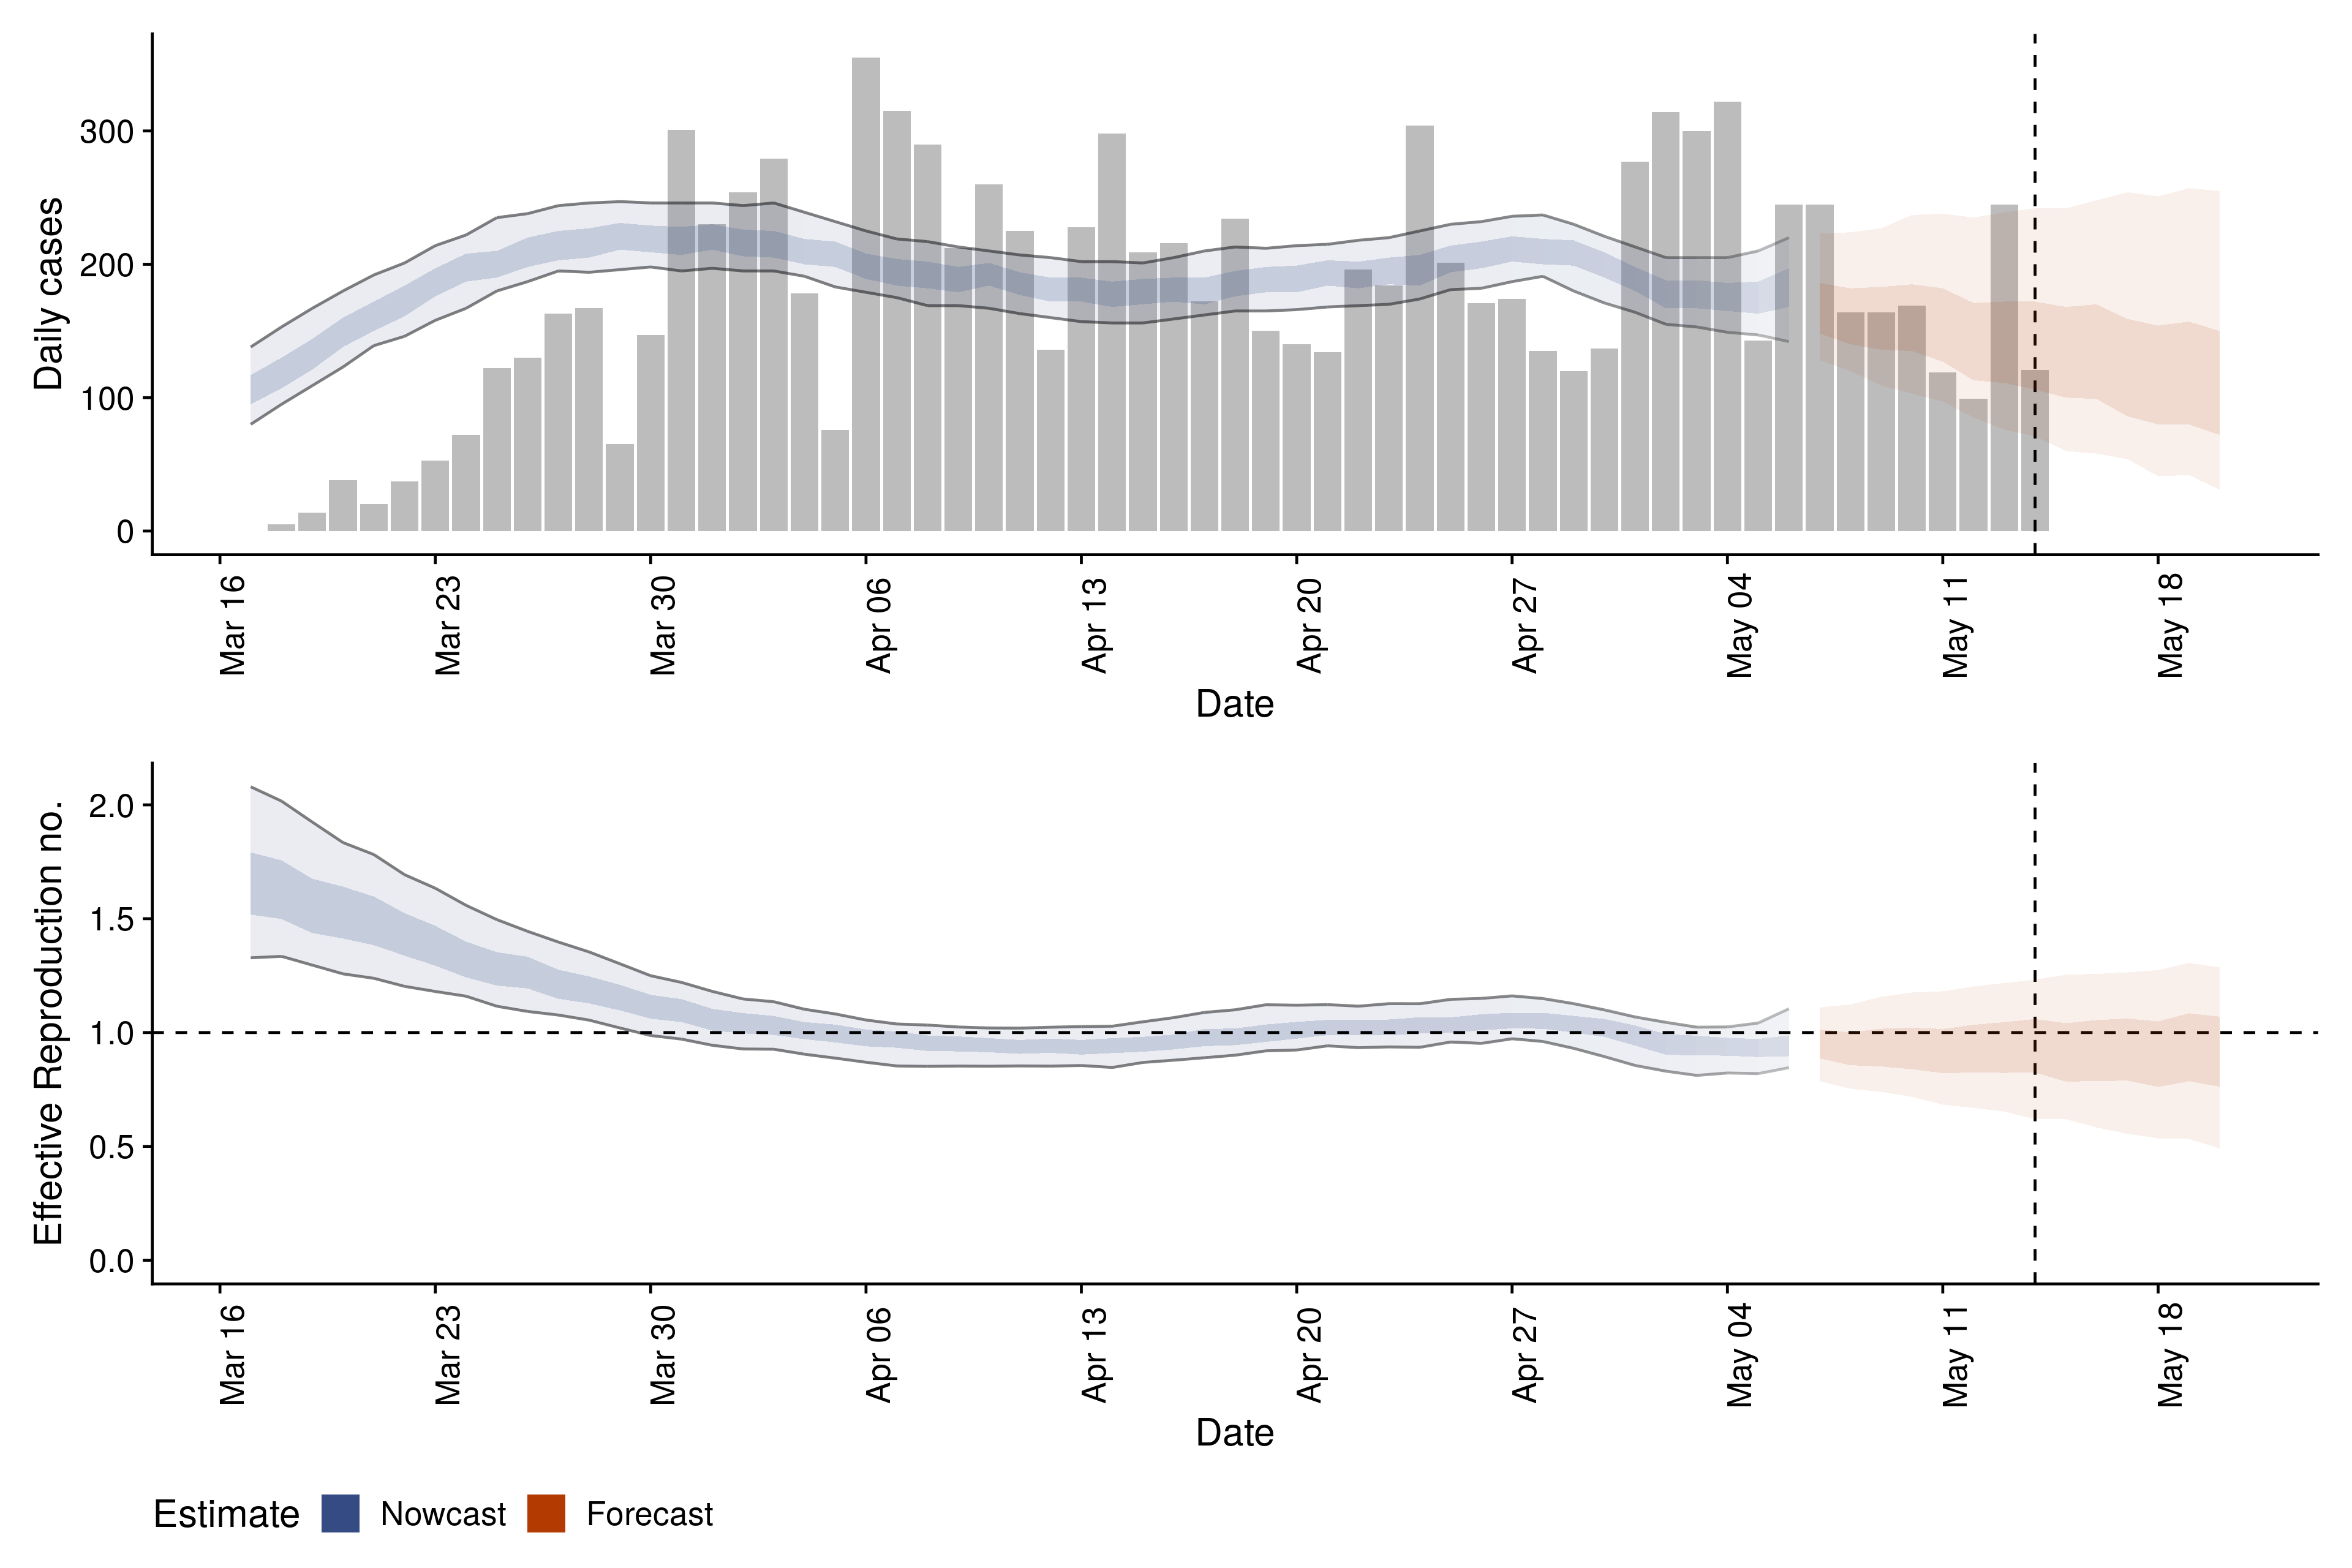 Daily cases
300
200
100
0
Mar 16
Mar 23
Mar 30
Apr 06
Apr 13
Apr 20
Apr 27
May 04
May 11
May 18
Date
Effective Reproduction no.
2.0
1.5
1.0
0.5
0.0
Mar 16
Mar 23
Mar 30
Apr 06
Apr 13
Apr 20
Apr 27
May 04
May 11
May 18
Date
Estimate Nowcast Forecast